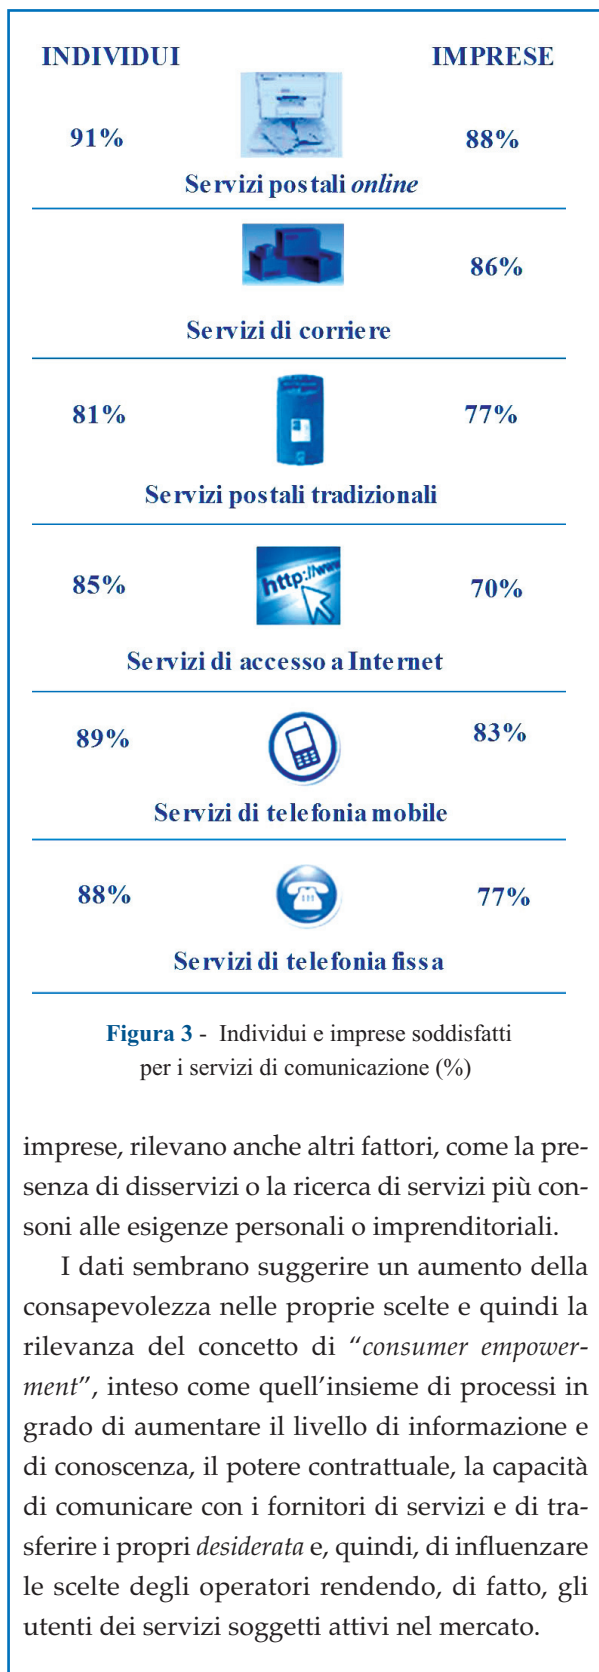 INDIVIDUI IMPRESE
91% 88%
Servizi postali online
86%
Servizi di corriere
81% 77%
Servizi postali tradizionali
http://www
85% 70%
Servizi di accesso a Internet
89% 83%
Servizi di telefonia mobile
88% 77%
Servizi di telefonia fissa
Figura 3 - Individui e imprese soddisfatti
per i servizi di comunicazione (%)
imprese, rilevano anche altri fattori, come la pre-
senza di disservizi o la ricerca di servizi più con-
soni alle esigenze personali o imprenditoriali.
I dati sembrano suggerire un aumento della
consapevolezza nelle proprie scelte e quindi la
rilevanza del concetto di “consumer empower-
ment”, inteso come quell’insieme di processi in
grado di aumentare il livello di informazione e
di conoscenza, il potere contrattuale, la capacità
di comunicare con i fornitori di servizi e di tra-
sferire i propri desiderata e, quindi, di influenzare
le scelte degli operatori rendendo, di fatto, gli
utenti dei servizi soggetti attivi nel mercato.